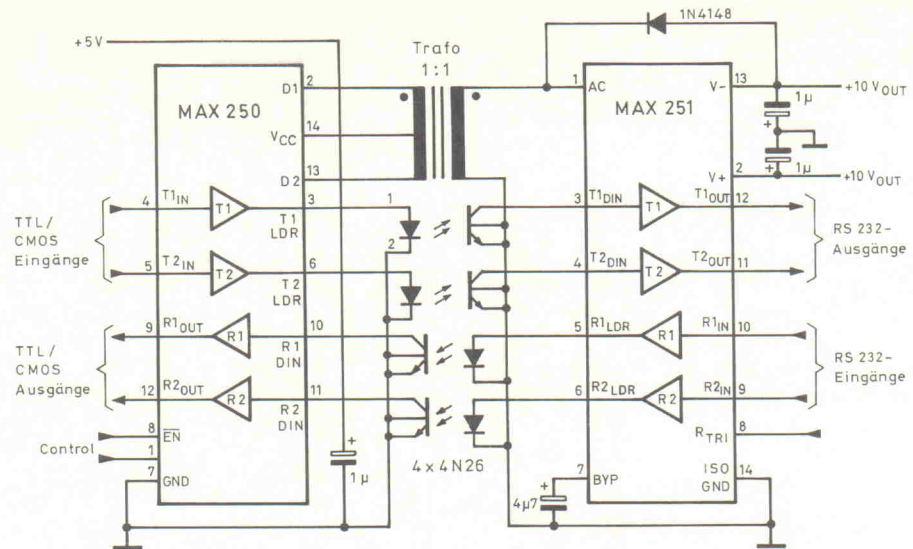 +5V
Trafo
1:1
1N4148
MAX 250
D1
2
VCC
14
D2
13
1
AC
MAX 251
V-
13
+10 VOUT
1µ
+
+
1µ
V+
2
+10 VOUT
TTL/
CMOS
Eingänge
4
T1IN
T1
3
T1
LDR
1
2
5
T2IN
T2
6
T2
LDR
3
T1DIN
T1
T1OUT
12
4
T2DIN
T2
T2OUT
11
RS 232-
Ausgänge
TTL/
CMOS
Ausgänge
9
R1OUT
R1
10
R1
DIN
12
R2OUT
R2
11
R2
DIN
5
R1LDR
R1
R1IN
10
6
R2LDR
R2
R2IN
9
RS 232-
Eingänge
RTRI
8
Control
8
EN
1
7
GND
+
1µ
4x4N26
+
4µ7
7
BYP
ISO
GND
14